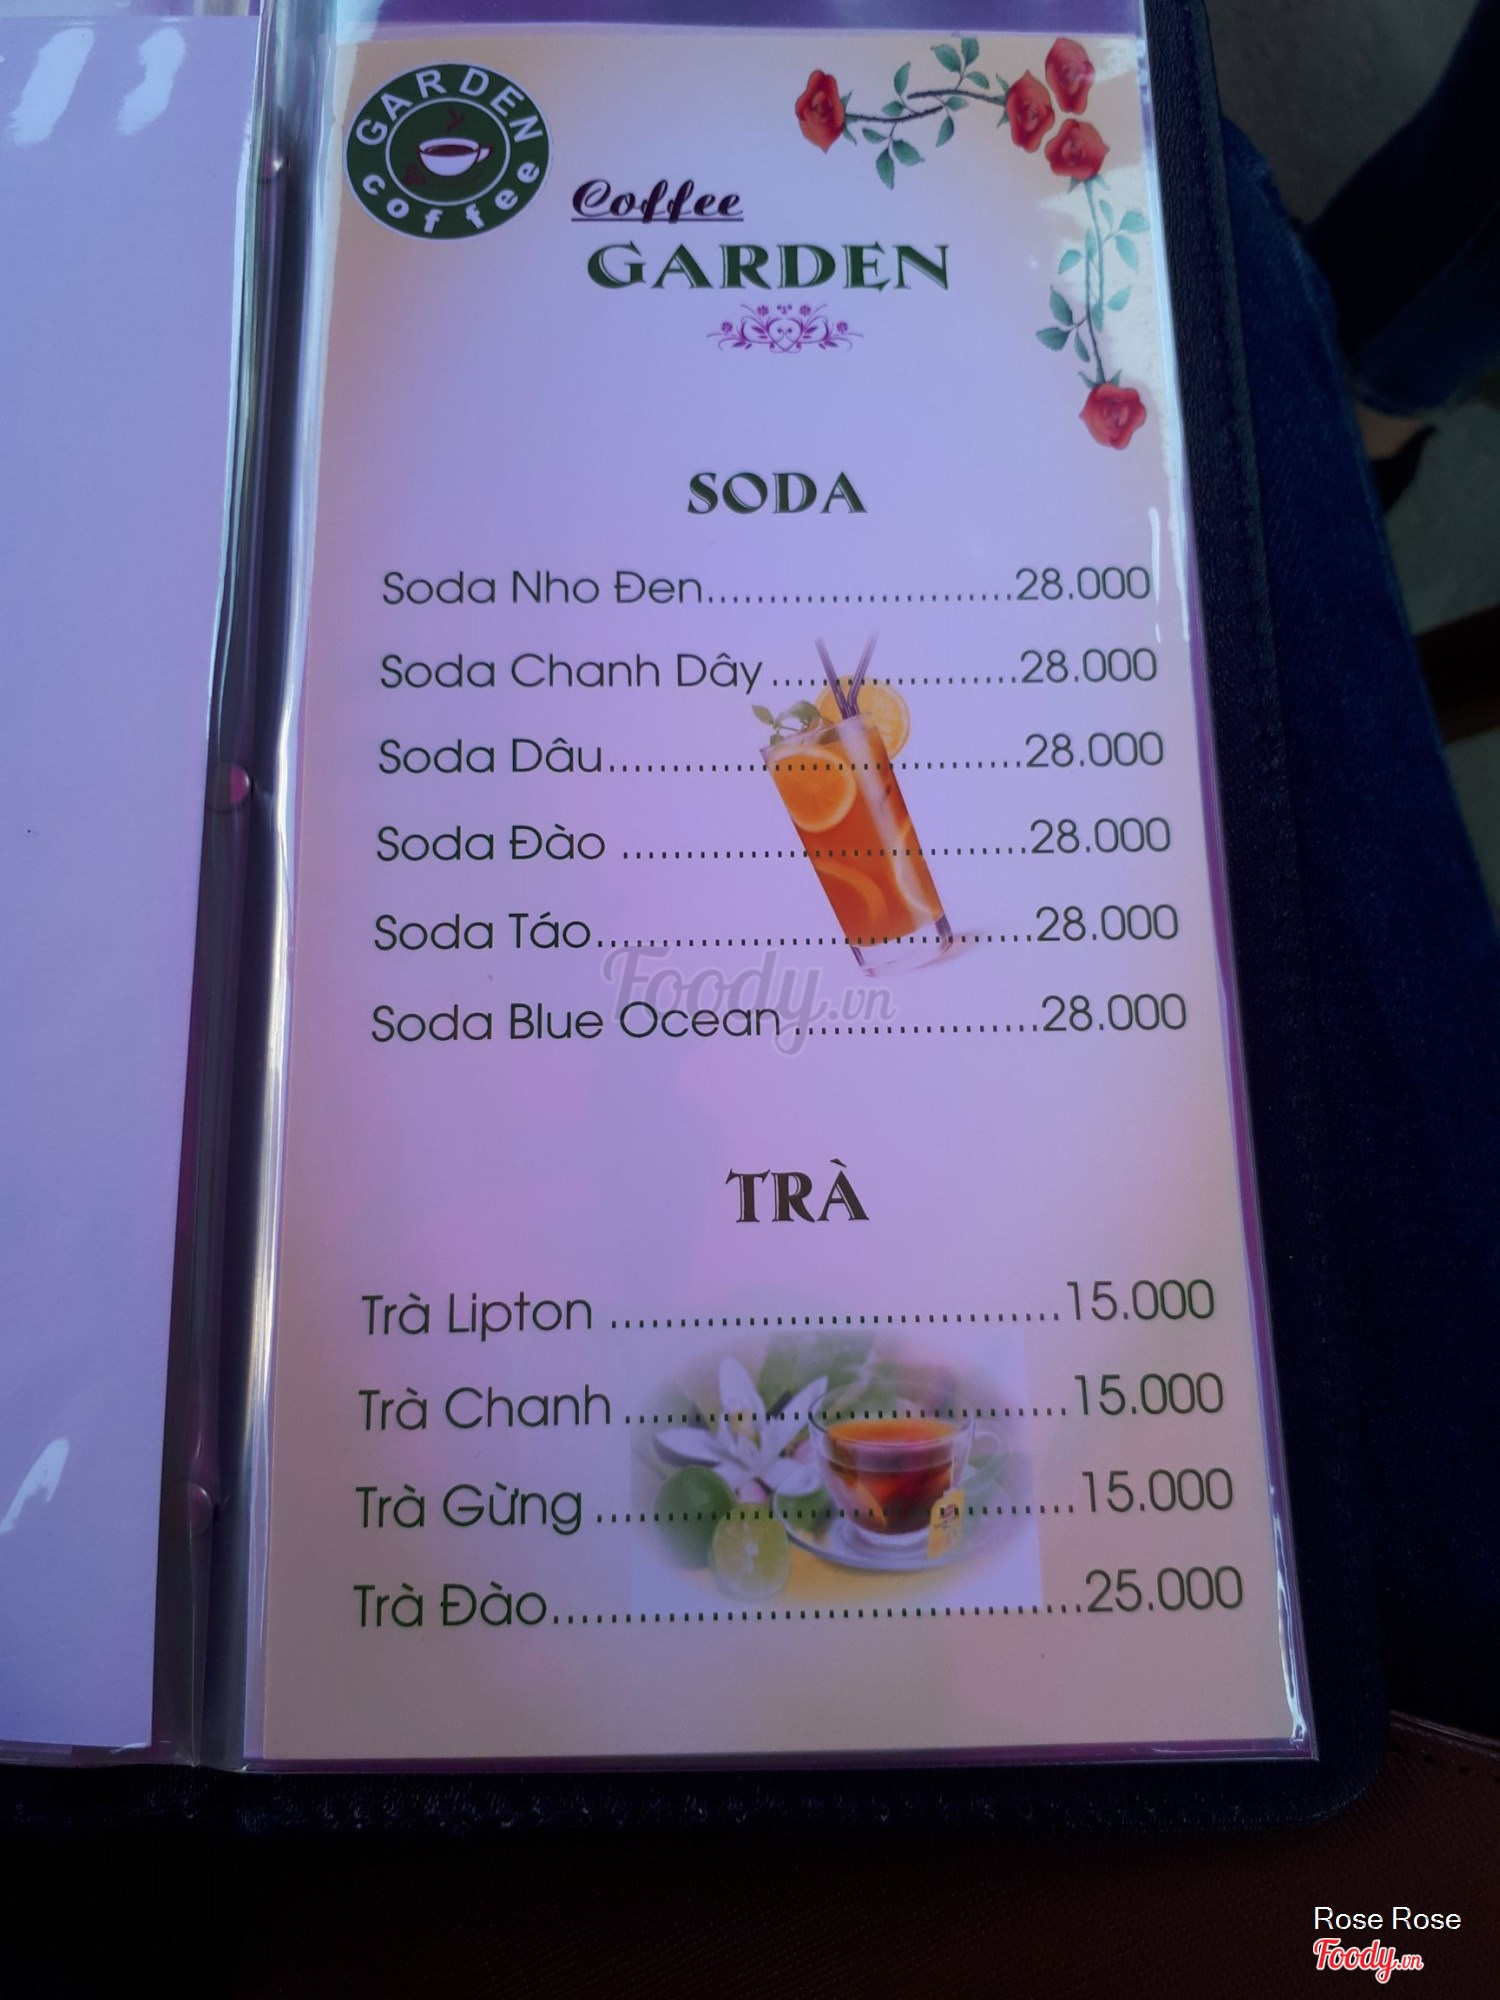 GARDEN
coffee
Coffee
GARDEN
SODA
Soda Nho Đen.........................28.000
Soda Chanh Dây....................28.000
Soda Dâu.................................28.000
Soda Đào .................................28.000
Soda Táo..................................28.000
Soda Blue Ocean....................28.000
Foody.vn
TRÀ
Trà Lipton .................................15.000
Trà Chanh .................................15.000
Trà Gừng ...................................15.000
Trà Đào.....................................25.000
Rose Rose
Foody.vn